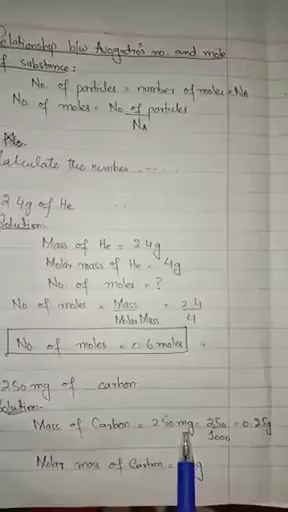 Relationship b/w Avogadro's no. and mole
of substance:
No. of particles = number of moles × NA
No. of moles = No. of particles
NA
Calculate the number ......
2.4g of He
Solution:
Mass of He = 2.4g
Molar mass of He = 4g
No. of moles = ?
No of moles = Mass = 2.4
Molar Mass 4
No. of moles = 0.6 moles
250 mg of carbon
Solution:
Mass of Carbon = 250 mg = 250 = 0.25g
1000
Molar mass of Carbon = g